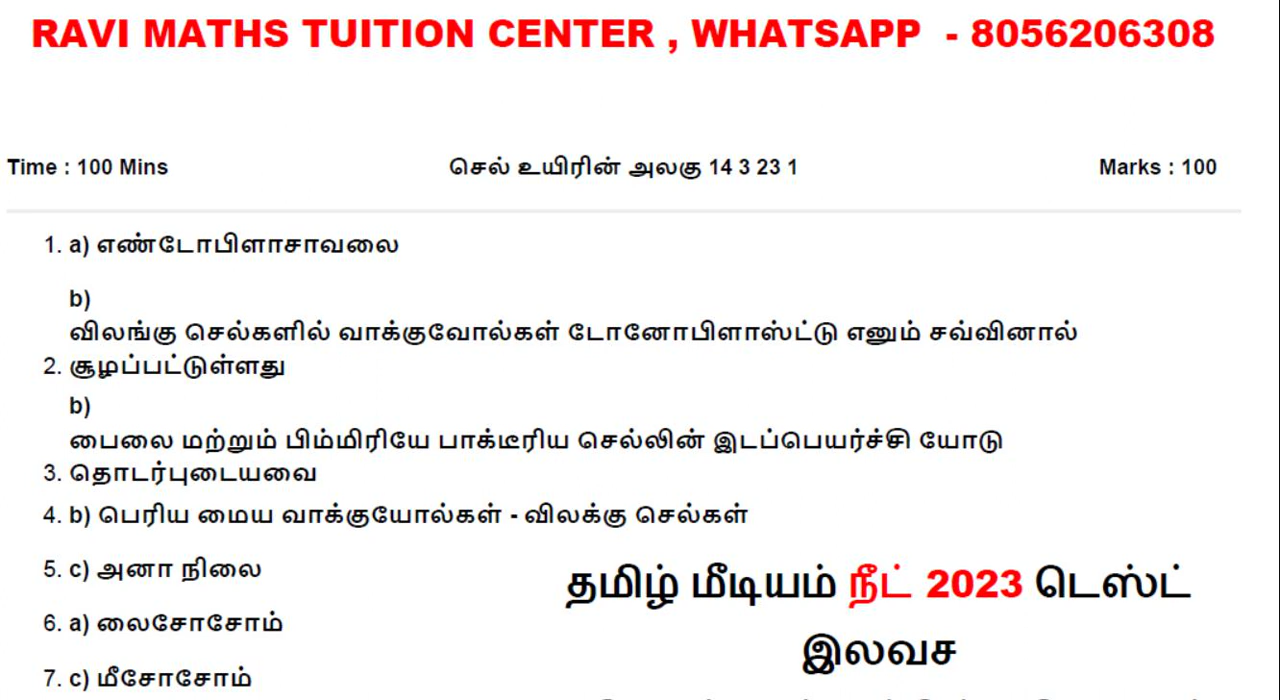 RAVI MATHS TUITION CENTER , WHATSAPP - 8056206308
Time : 100 Mins செல் உயிரின் அலகு 14 3 23 1 Marks : 100
1. a) எண்டோபிளாசாவலை
b)
விலங்கு செல்களில் வாக்குவோல்கள் டோனோபிளாஸ்ட்டு எனும் சவ்வினால்
2. சூழப்பட்டுள்ளது
b)
பைலை மற்றும் பிம்மிரியே பாக்டீரிய செல்லின் இடப்பெயர்ச்சி யோடு
3. தொடர்புடையவை
4. b) பெரிய மைய வாக்குயோல்கள் - விலக்கு செல்கள்
5. c) அனா நிலை
தமிழ் மீடியம் நீட் 2023 டெஸ்ட்
6. a) லைசோசோம்
இலவச
7. c) மீசோசோம்